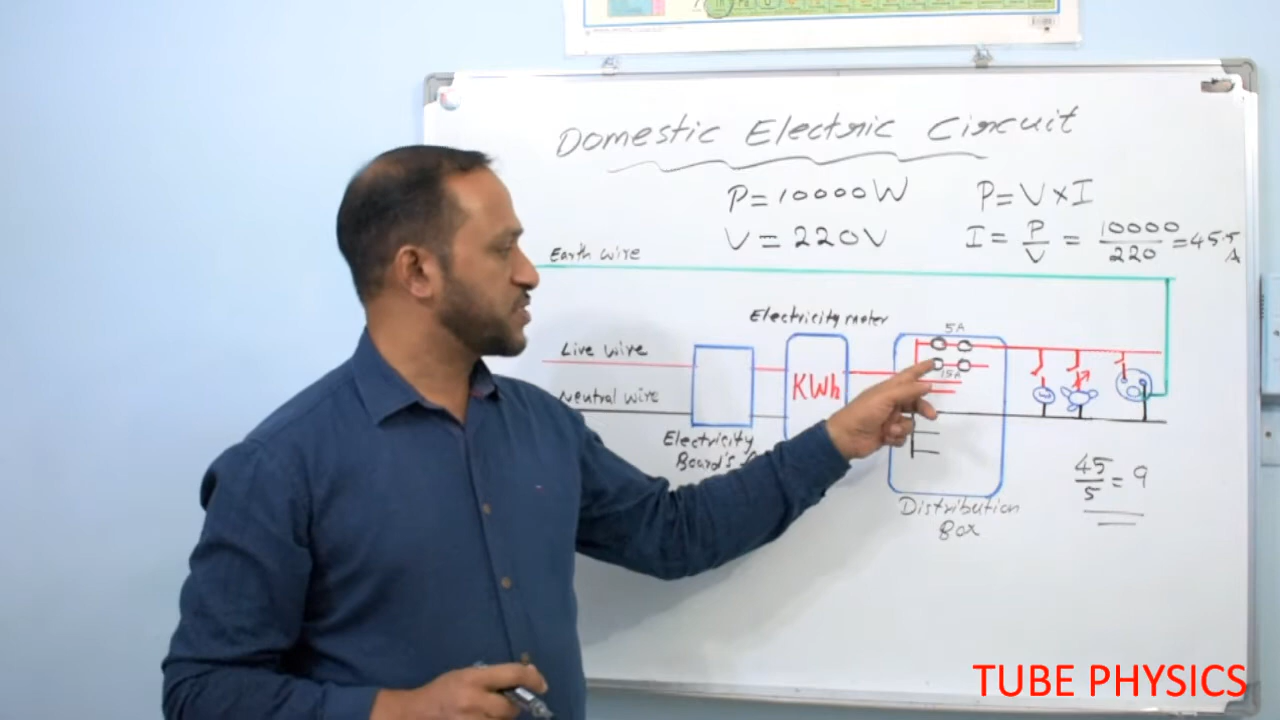 Domestic Electric Circuit
P = 10000W
P = V × I
V = 220V
I = P/V = 10000/220 = 45.5 A
Earth wire
Electricity meter
5A
Live wire
KWh
15A
Neutral wire
Electricity
Board's
45/5 = 9
Distribution
Box
TUBE PHYSICS